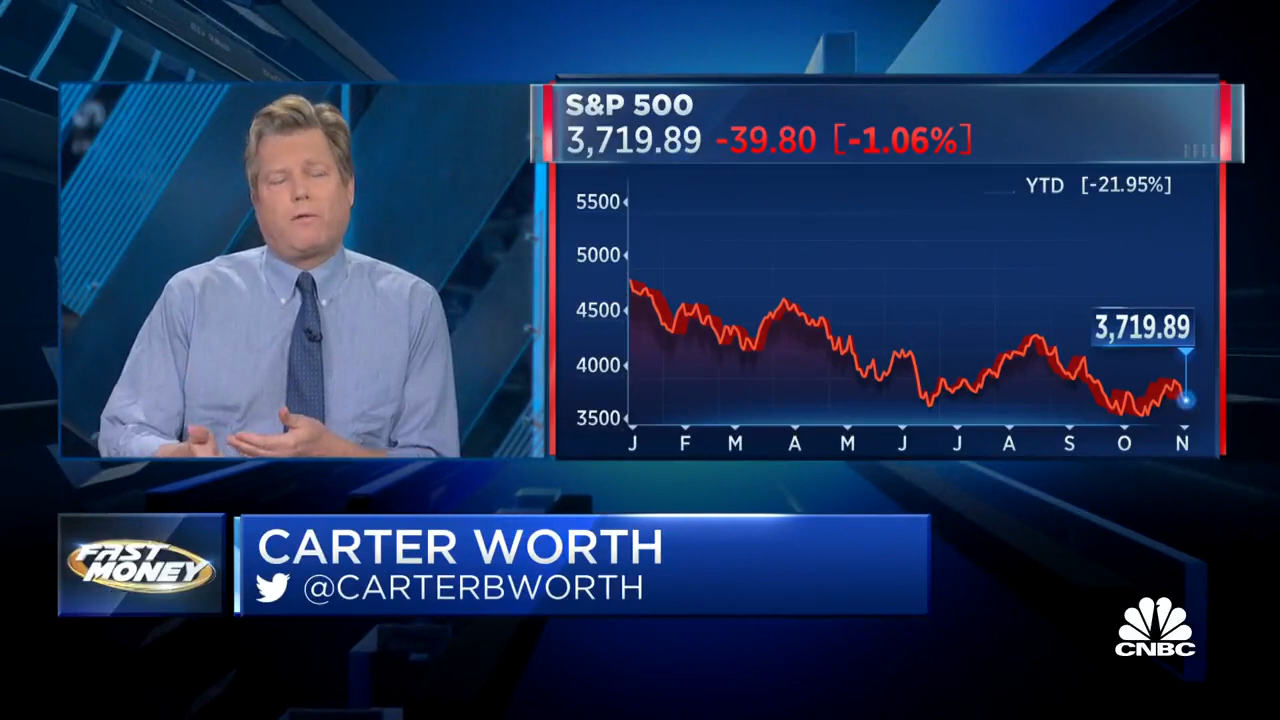 S&P 500
3,719.89 -39.80 [-1.06%]
YTD [-21.95%]
5500
5000
4500
4000
3500
3,719.89
J F M A M J J A S O N
FAST
MONEY
CARTER WORTH
@CARTERBWORTH
CNBC